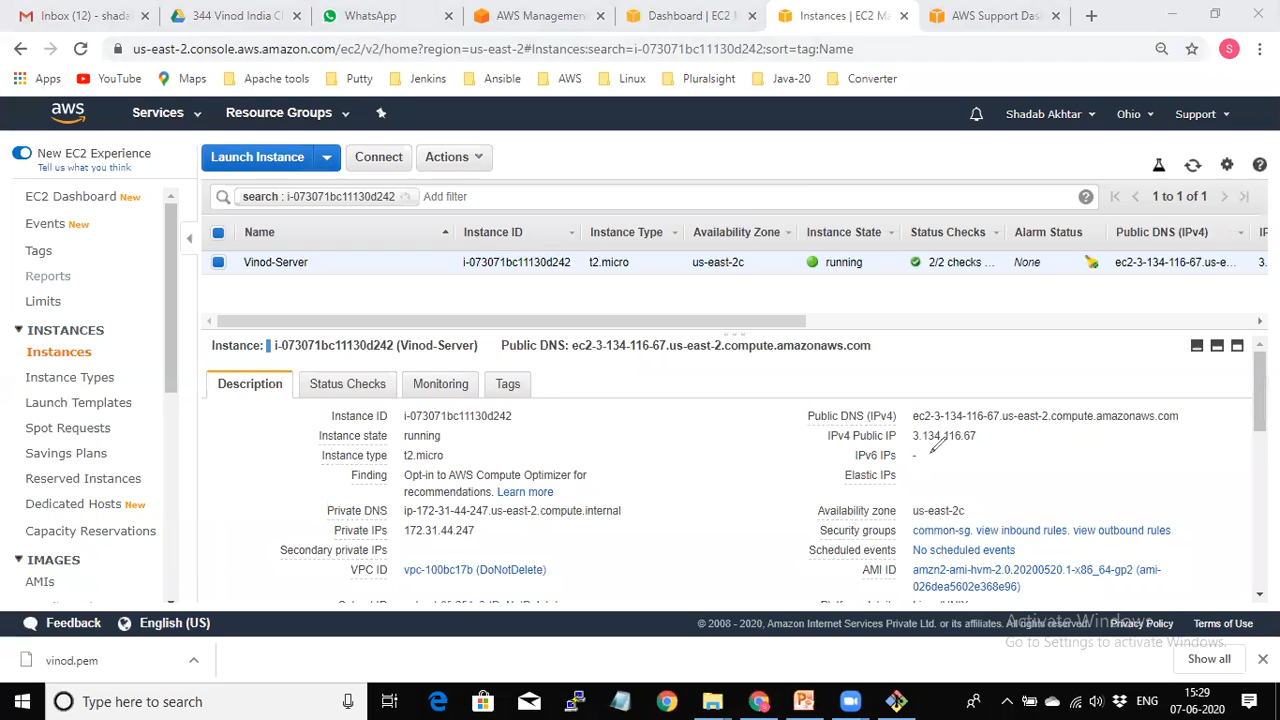 Inbox (12) - shada
344 Vinod India Cl
WhatsApp
AWS Managemen
Dashboard | EC2 M
Instances | EC2 Ma
AWS Support Das
us-east-2.console.aws.amazon.com/ec2/v2/home?region=us-east-2#Instances:search=i-073071bc11130d242;sort=tag:Name
S
Apps YouTube Maps Apache tools Putty Jenkins Ansible AWS Linux Pluralsight Java-20 Converter
aws Services Resource Groups Shadab Akhtar Ohio Support
New EC2 Experience
Tell us what you think
EC2 Dashboard New
Events New
Tags
Reports
Limits
INSTANCES
Instances
Instance Types
Launch Templates
Spot Requests
Savings Plans
Reserved Instances
Dedicated Hosts New
Capacity Reservations
IMAGES
AMIs
Launch Instance Connect Actions
search : i-073071bc11130d242 Add filter 1 to 1 of 1
Name Instance ID Instance Type Availability Zone Instance State Status Checks Alarm Status Public DNS (IPv4) IP
Vinod-Server i-073071bc11130d242 t2.micro us-east-2c running 2/2 checks ... None ec2-3-134-116-67.us-e... 3.
Instance: i-073071bc11130d242 (Vinod-Server) Public DNS: ec2-3-134-116-67.us-east-2.compute.amazonaws.com
Description Status Checks Monitoring Tags
Instance ID i-073071bc11130d242 Public DNS (IPv4) ec2-3-134-116-67.us-east-2.compute.amazonaws.com
Instance state running IPv4 Public IP 3.134.116.67
Instance type t2.micro IPv6 IPs -
Finding Opt-in to AWS Compute Optimizer for Elastic IPs
recommendations. Learn more
Private DNS ip-172-31-44-247.us-east-2.compute.internal Availability zone us-east-2c
Private IPs 172.31.44.247 Security groups common-sg. view inbound rules. view outbound rules
Secondary private IPs Scheduled events No scheduled events
VPC ID vpc-100bc17b (DoNotDelete) AMI ID amzn2-ami-hvm-2.0.20200520.1-x86_64-gp2 (ami-
026dea5602e368e96)
Feedback English (US) © 2008 - 2020, Amazon Internet Services Private Ltd. or its affiliates. All rights reserved. Privacy Policy Terms of Use
Activate Windows
Go to Settings to activate Windows.
vinod.pem Show all
Type here to search
ENG
15:29
07-06-2020